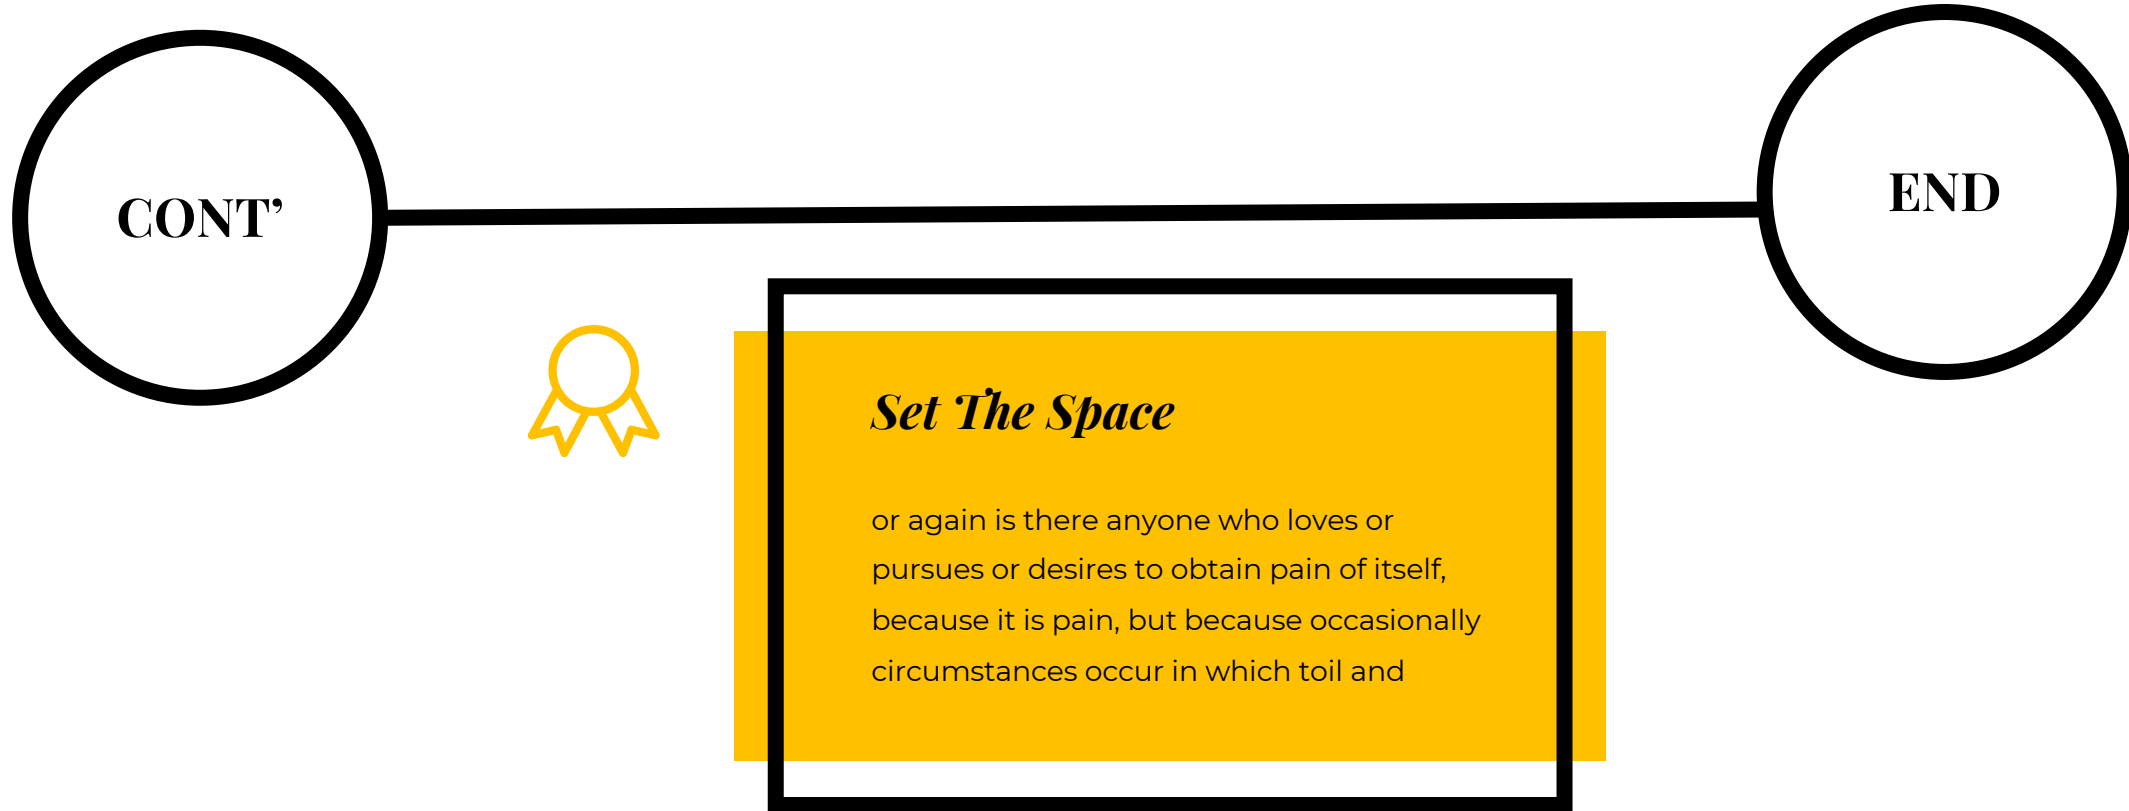 CONT’
END
Set The Space
or again is there anyone who loves or
pursues or desires to obtain pain of itself,
because it is pain, but because occasionally
circumstances occur in which toil and